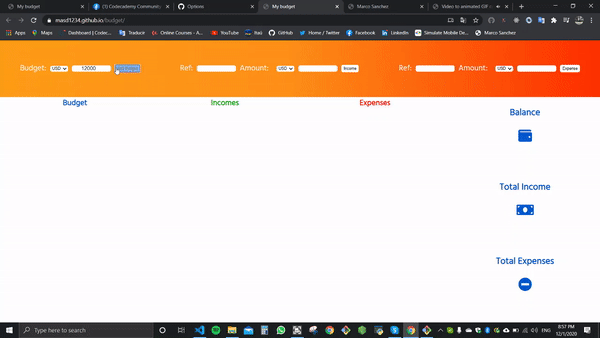 My budget
(3) Codecademy Communi
Options
My budget
Marco Sanchez
Video to animated GIF c
masd1234.github.io/budget/
Apps Maps Dashboard | Codec... Traducir Online Courses - A... YouTube Itaú GitHub Home / Twitter Facebook LinkedIn Simulate Mobile De... Marco Sanchez
Budget: USD 12000 Ref: Amount: USD Income Ref: Amount: USD Expense
Budget Incomes Expenses
Balance
Total Income
Total Expenses
Type here to search
ENG
8:57 PM
12/1/2020